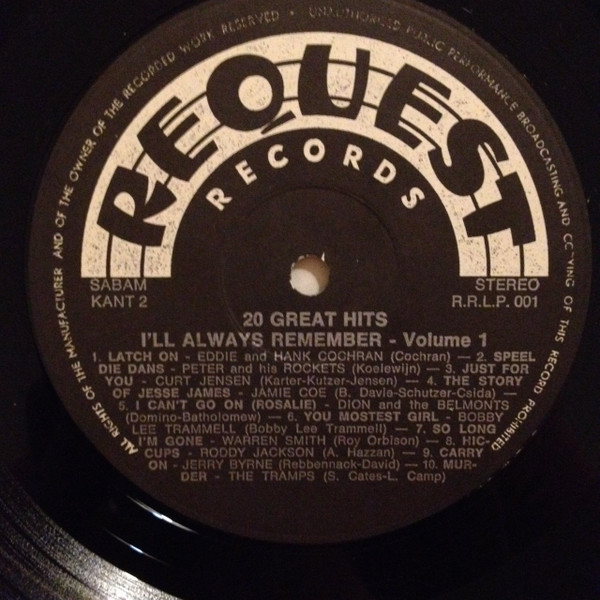 ALL RIGHTS OF THE MANUFACTURER AND OF THE OWNER OF THE RECORDED WORK RESERVED • UNAUTHORISED PUBLIC PERFORMANCE BROADCASTING AND COPYING OF THIS RECORD PROHIBITED
REQUEST
RECORDS
SABAM
KANT 2
STEREO
R.R.L.P. 001
20 GREAT HITS
I'LL ALWAYS REMEMBER - Volume 1
1. LATCH ON - EDDIE and HANK COCHRAN (Cochran) — 2. SPEEL
DIE DANS - PETER and his ROCKETS (Koelewijn) — 3. JUST FOR
YOU - CURT JENSEN (Karter-Kutzer-Jensen) — 4. THE STORY
OF JESSE JAMES - JAMIE COE (B. Davie-Schutzer-Celda) —
5. I CAN'T GO ON (ROSALIE) - DION and the BELMONTS
(Domino-Batholomew) — 6. YOU MOSTEST GIRL - BOBBY
LEE TRAMMELL (Bobby Lee Trammell) — 7. SO LONG
I'M GONE - WARREN SMITH (Roy Orbison) — 8. HIC-
CUPS - RODDY JACKSON (A. Hazzan) — 9. CARRY
ON - JERRY BYRNE (Rebbennack-David) — 10. MUR-
DER - THE TRAMPS (S. Cates-L. Camp)